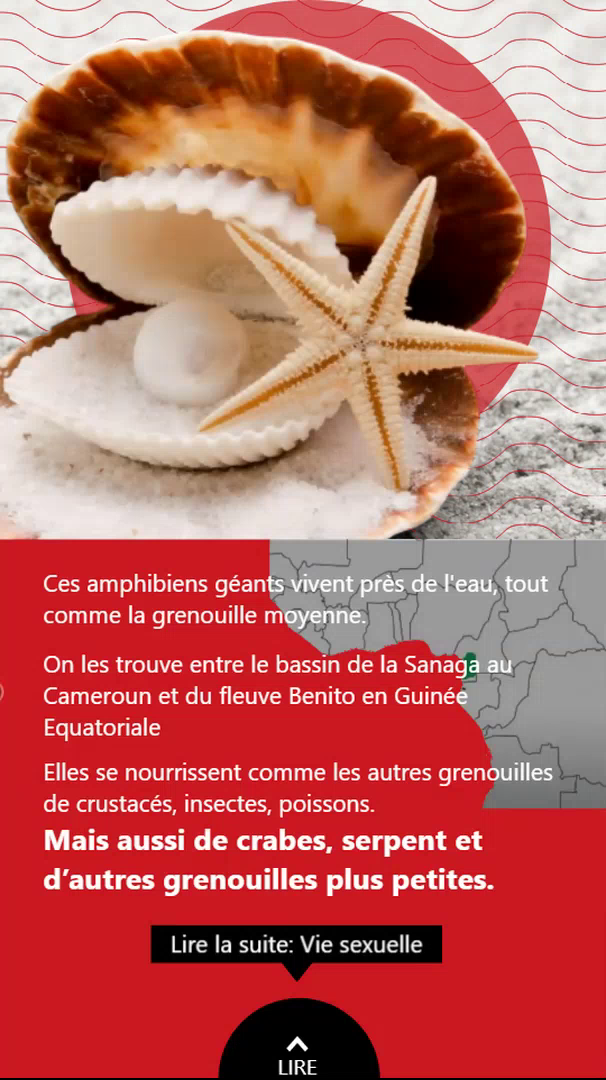 Ces amphibiens géants vivent près de l'eau, tout
comme la grenouille moyenne.
On les trouve entre le bassin de la Sanaga au
Cameroun et du fleuve Benito en Guinée
Equatoriale
Elles se nourrissent comme les autres grenouilles
de crustacés, insectes, poissons.
Mais aussi de crabes, serpent et
d’autres grenouilles plus petites.
Lire la suite: Vie sexuelle
LIRE